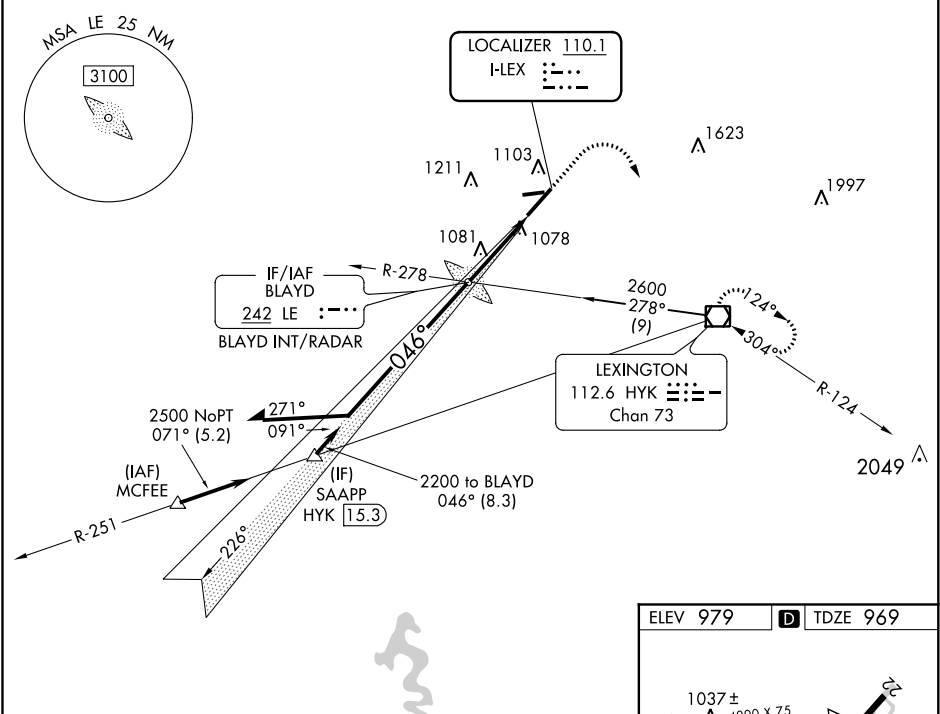 MSA LE 25 NM
3100
LOCALIZER 110.1
I-LEX
1623
1211
1103
1997
1081
1078
R-278
IF/IAF
BLAYD
242 LE
BLAYD INT/RADAR
2600
278°
(9)
124°
304°
046°
LEXINGTON
112.6 HYK
Chan 73
R-124
2049
2500 NoPT
071° (5.2)
271°
091°
(IAF)
MCFEE
(IF)
SAAPP
HYK 15.3
2200 to BLAYD
046° (8.3)
R-251
226°
ELEV 979
D
TDZE 969
22
1037 ±
4000 X 75